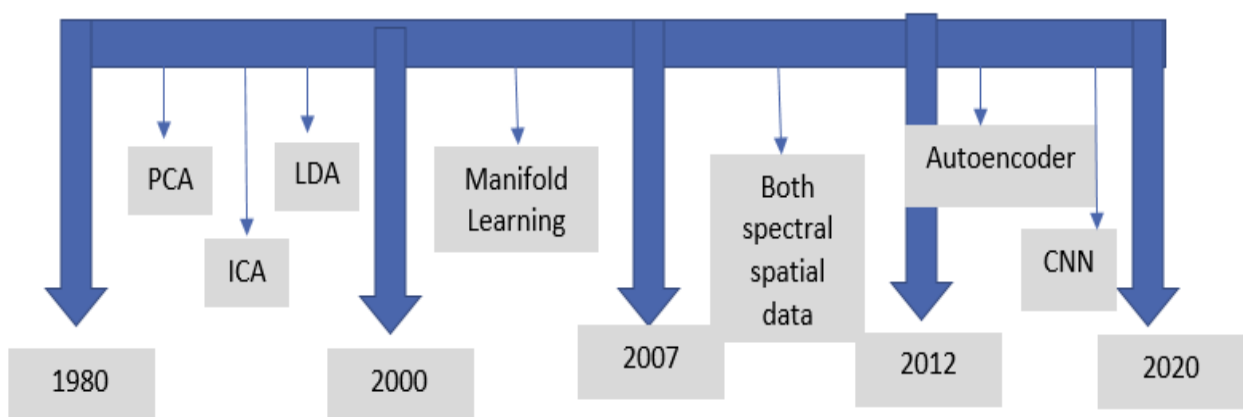 PCA
ICA
LDA
Manifold
Learning
Both
spectral
spatial
data
Autoencoder
CNN
1980
2000
2007
2012
2020